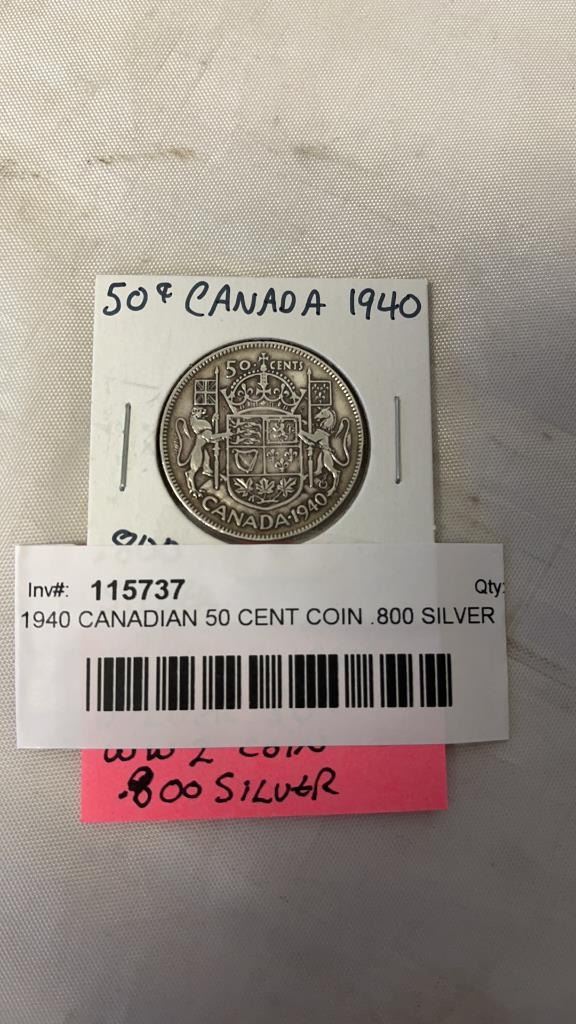 50¢ CANADA 1940
50 CENTS
CANADA·1940
Inv#: 115737 Qty:
1940 CANADIAN 50 CENT COIN .800 SILVER
.800 SILVER